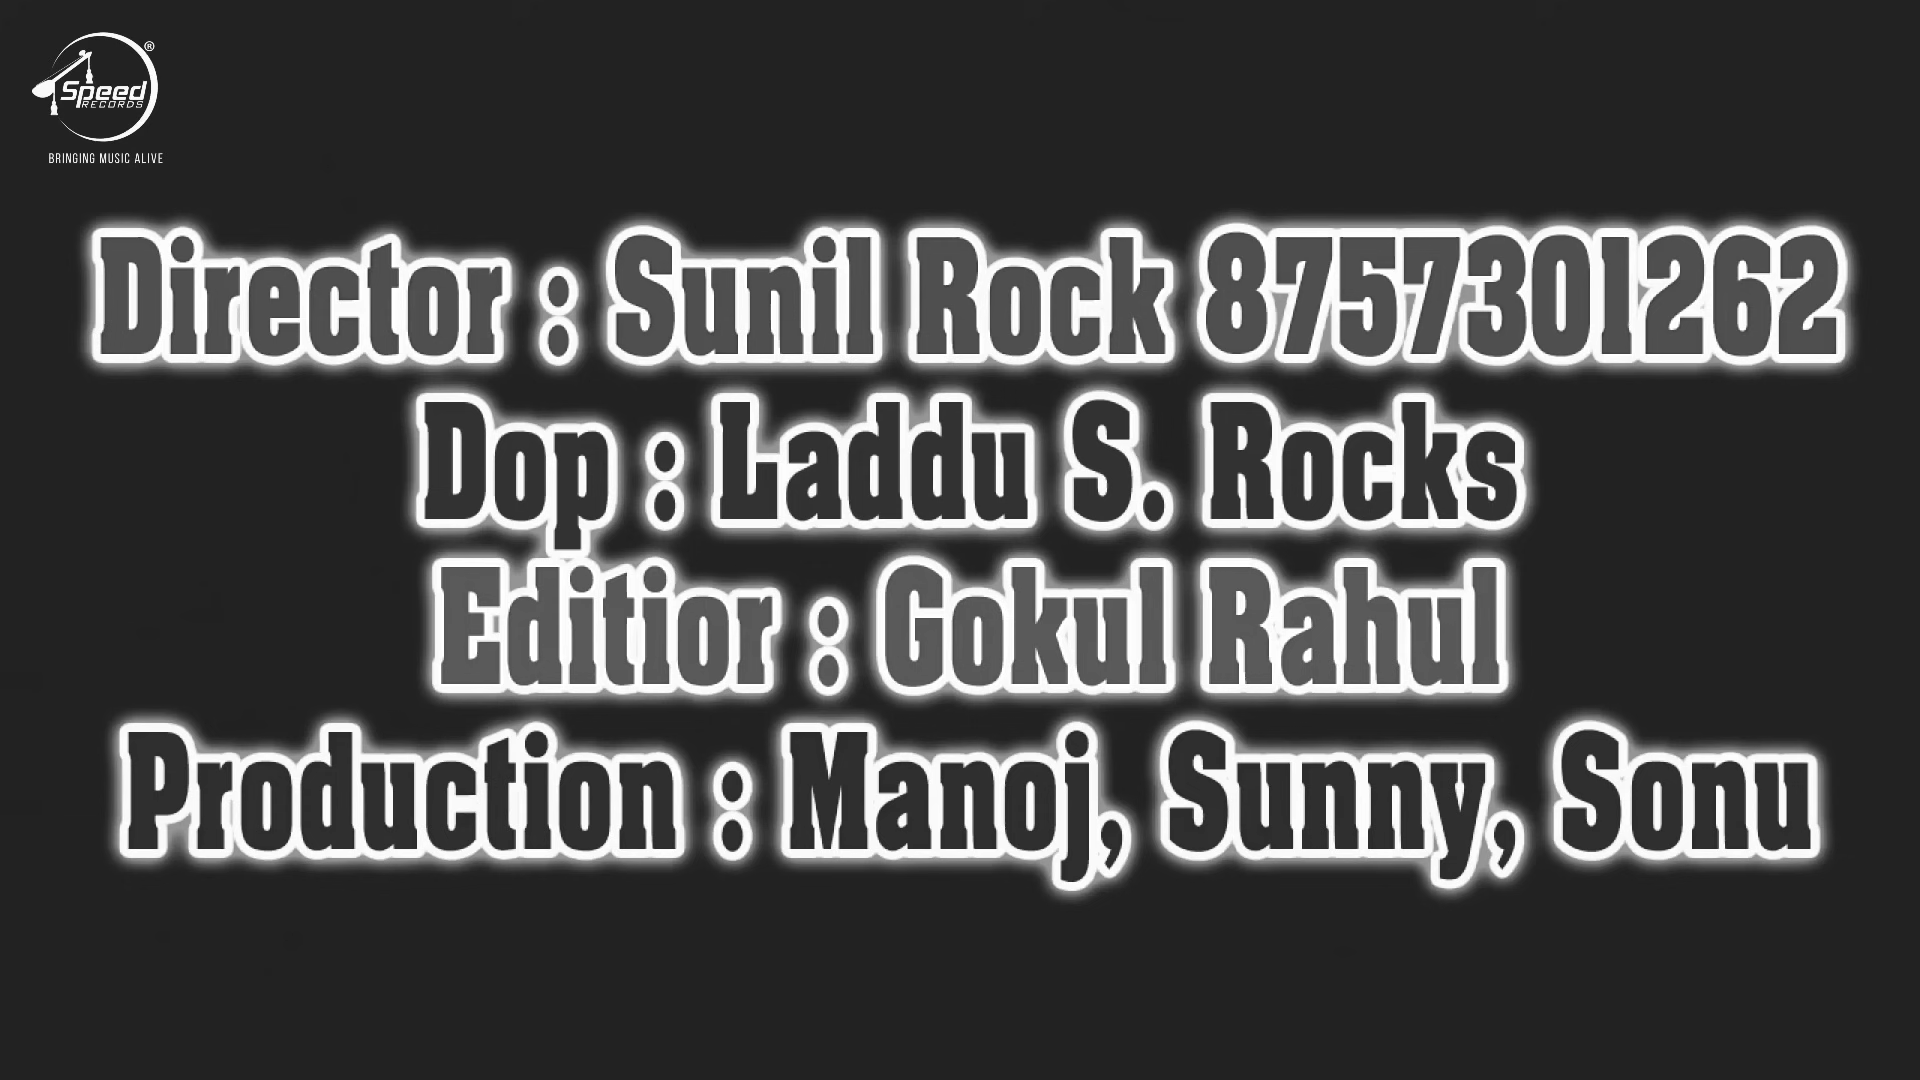 Speed
RECORDS
®
BRINGING MUSIC ALIVE
Director : Sunil Rock 8757301262
Dop : Laddu S. Rocks
Editior : Gokul Rahul
Production : Manoj, Sunny, Sonu